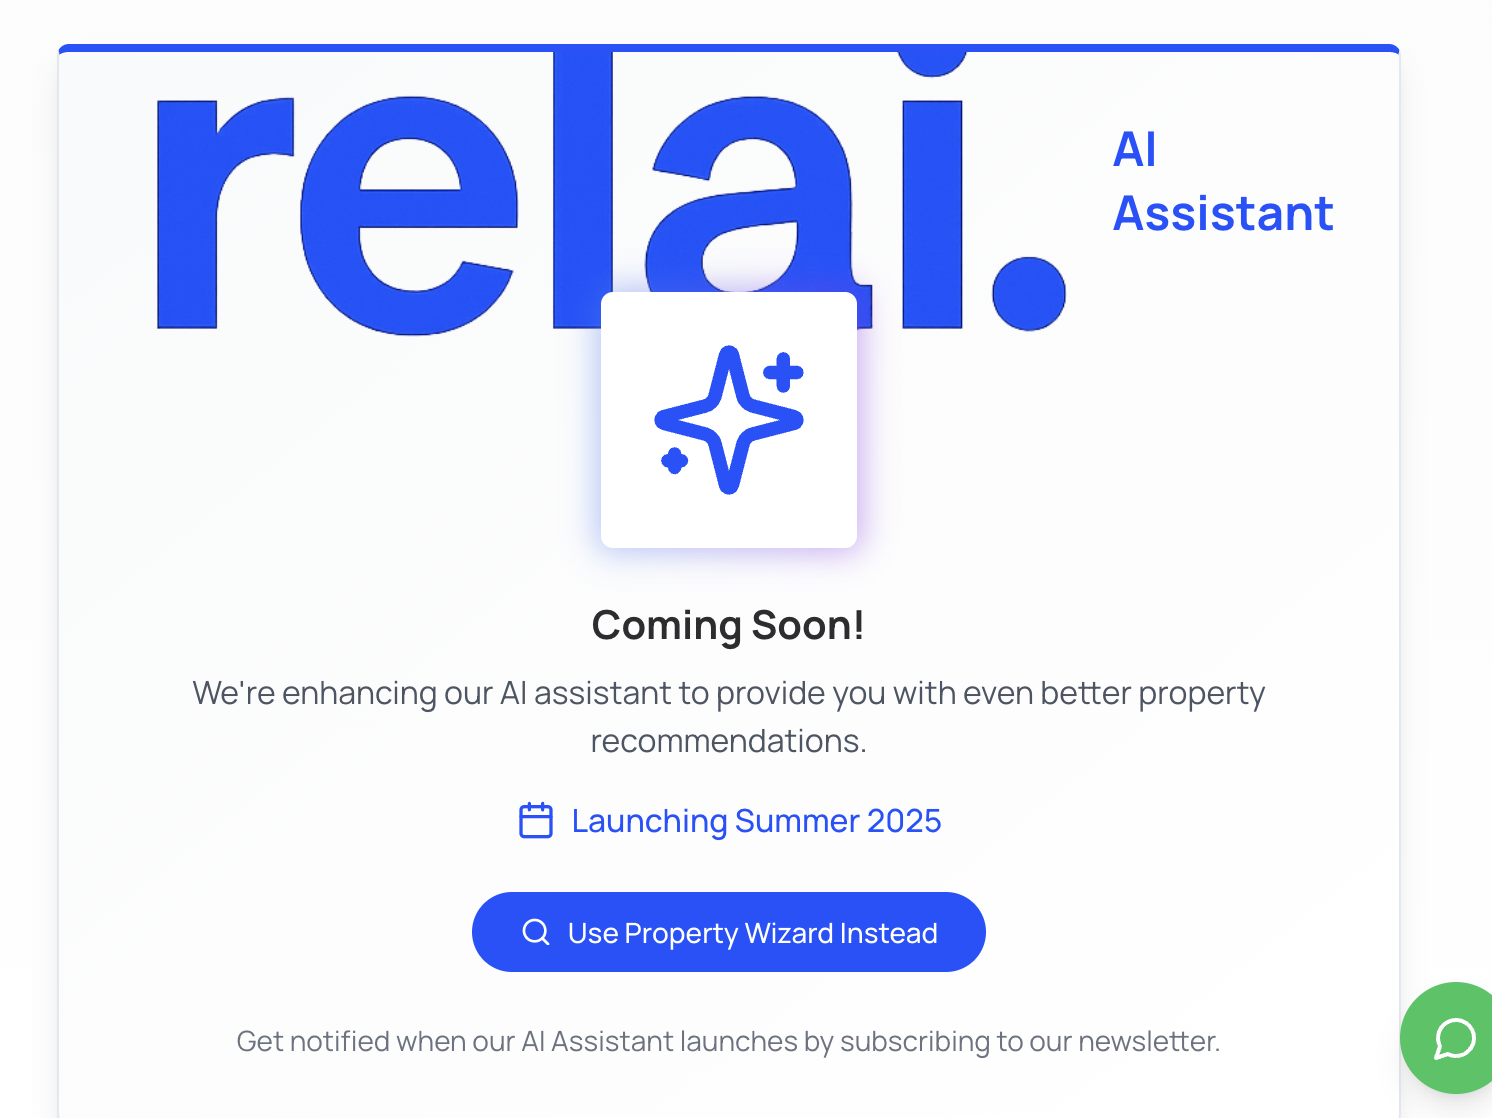 relai.
AI
Assistant
Coming Soon!
We're enhancing our AI assistant to provide you with even better property
recommendations.
Launching Summer 2025
Use Property Wizard Instead
Get notified when our AI Assistant launches by subscribing to our newsletter.